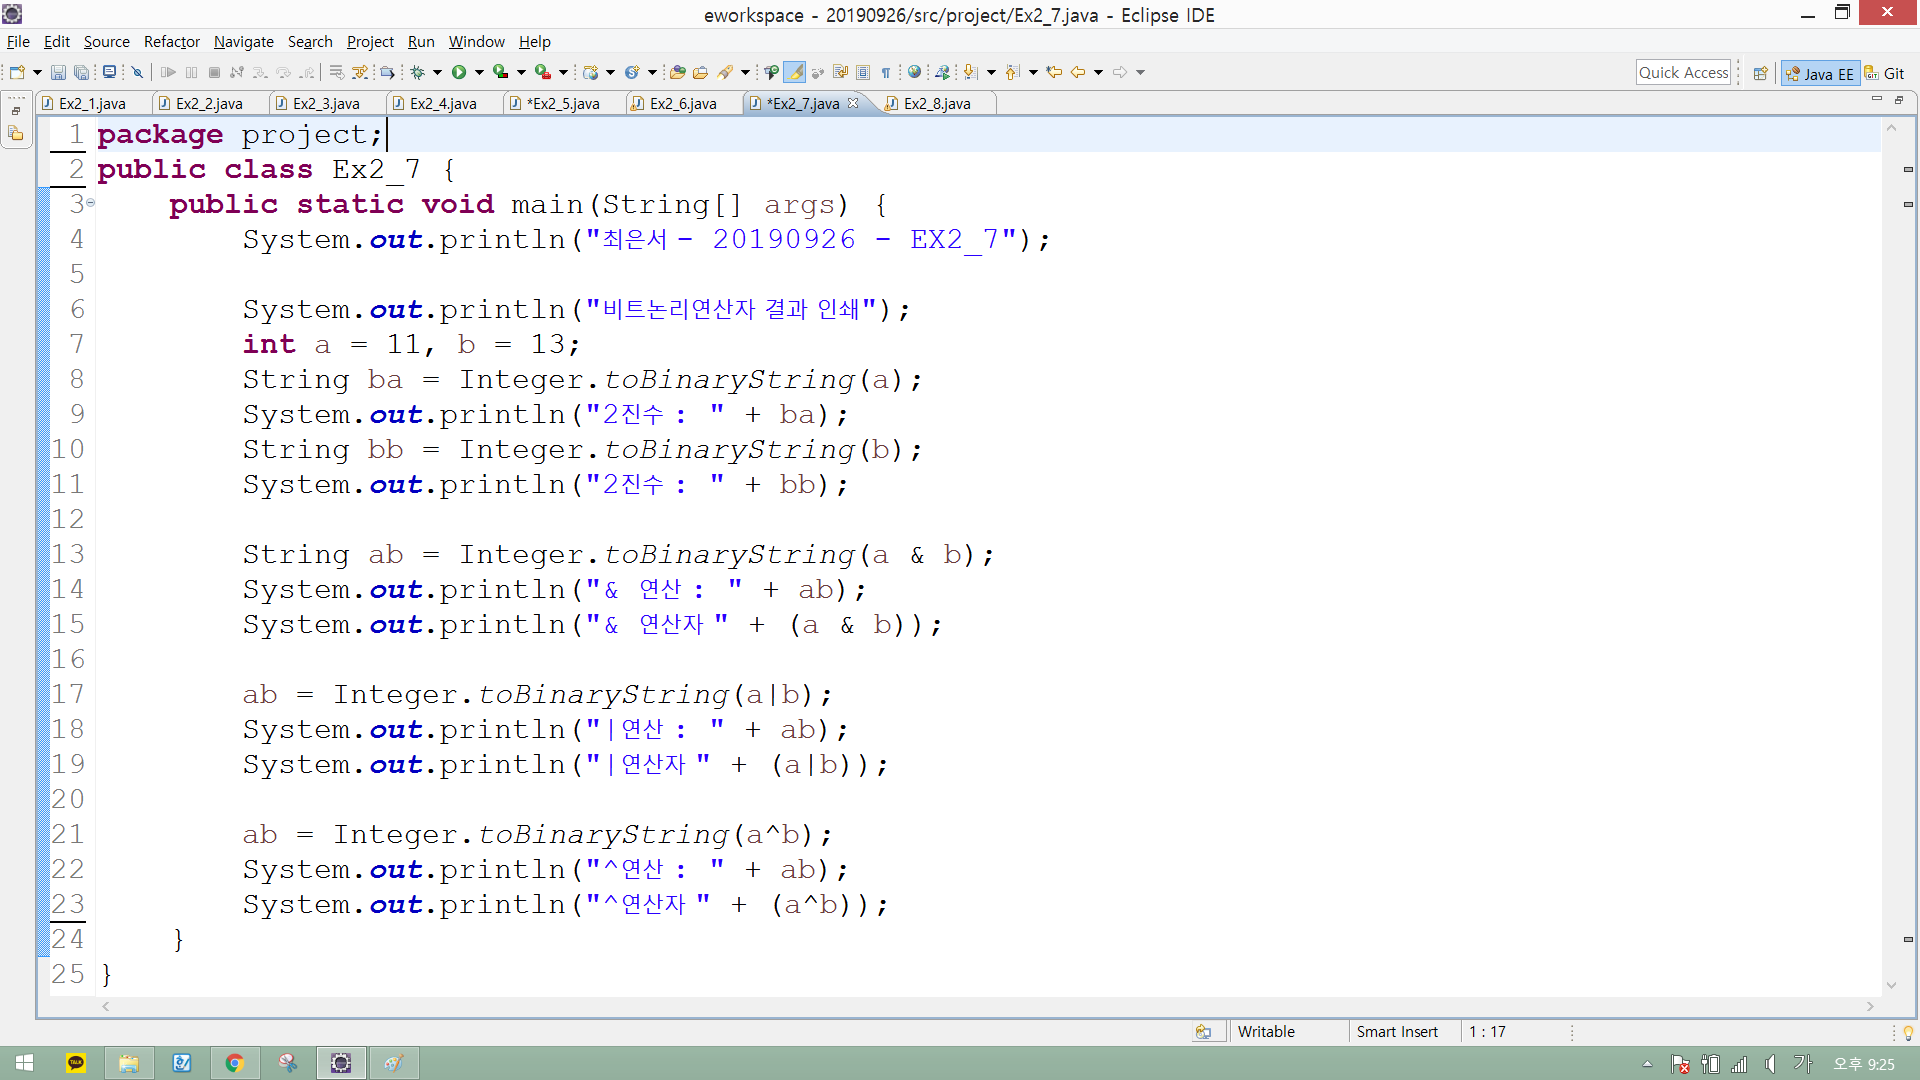 eworkspace - 20190926/src/project/Ex2_7.java - Eclipse IDE
File Edit Source Refactor Navigate Search Project Run Window Help
Quick Access Java EE Git
Ex2_1.java Ex2_2.java Ex2_3.java Ex2_4.java *Ex2_5.java Ex2_6.java *Ex2_7.java Ex2_8.java
1 package project;
2 public class Ex2_7 {
3 public static void main(String[] args) {
4 System.out.println("최은서 - 20190926 - EX2_7");
5
6 System.out.println("비트논리연산자 결과 인쇄");
7 int a = 11, b = 13;
8 String ba = Integer.toBinaryString(a);
9 System.out.println("2진수 : " + ba);
10 String bb = Integer.toBinaryString(b);
11 System.out.println("2진수 : " + bb);
12
13 String ab = Integer.toBinaryString(a & b);
14 System.out.println("& 연산 : " + ab);
15 System.out.println("& 연산자 " + (a & b));
16
17 ab = Integer.toBinaryString(a|b);
18 System.out.println("|연산 : " + ab);
19 System.out.println("|연산자 " + (a|b));
20
21 ab = Integer.toBinaryString(a^b);
22 System.out.println("^연산 : " + ab);
23 System.out.println("^연산자 " + (a^b));
24 }
25 }
Writable Smart Insert 1 : 17
TALK 가 오후 9:25